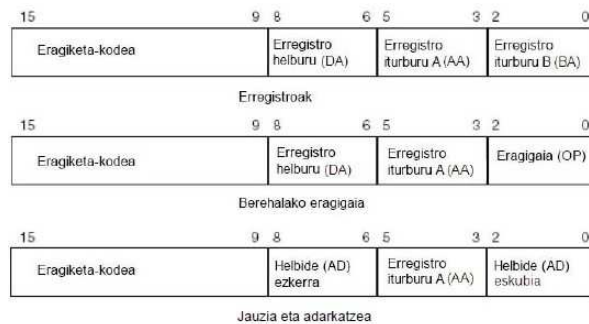 15 9 8 6 5 3 2 0
Eragiketa-kodea Erregistro helburu (DA) Erregistro iturburu A (AA) Erregistro iturburu B (BA)
Erregistroak
15 9 8 6 5 3 2 0
Eragiketa-kodea Erregistro helburu (DA) Erregistro iturburu A (AA) Eragigaia (OP)
Berehalako eragigaia
15 9 8 6 5 3 2 0
Eragiketa-kodea Helbide (AD) ezkerra Erregistro iturburu A (AA) Helbide (AD) eskubia
Jauzia eta adarkatzea